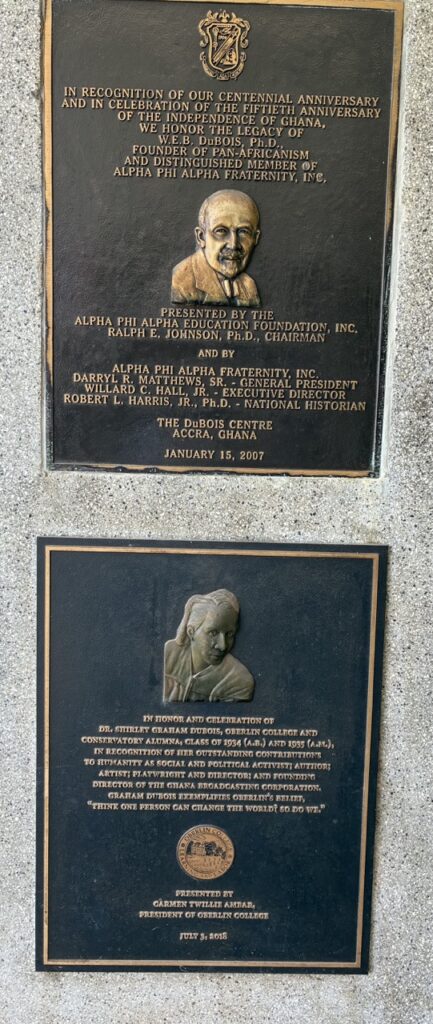 IN RECOGNITION OF OUR CENTENNIAL ANNIVERSARY
AND IN CELEBRATION OF THE FIFTIETH ANNIVERSARY
OF THE INDEPENDENCE OF GHANA,
WE HONOR THE LEGACY OF
W.E.B. DuBOIS, Ph.D.,
FOUNDER OF PAN-AFRICANISM
AND DISTINGUISHED MEMBER OF
ALPHA PHI ALPHA FRATERNITY, INC.
PRESENTED BY THE
ALPHA PHI ALPHA EDUCATION FOUNDATION, INC.
RALPH E. JOHNSON, Ph.D., CHAIRMAN
AND BY
ALPHA PHI ALPHA FRATERNITY, INC.
DARRYL R. MATTHEWS, SR. - GENERAL PRESIDENT
WILLARD C. HALL, JR. - EXECUTIVE DIRECTOR
ROBERT L. HARRIS, JR., Ph.D. - NATIONAL HISTORIAN
THE DuBOIS CENTRE
ACCRA, GHANA
JANUARY 15, 2007
IN HONOR AND CELEBRATION OF
DR. SHIRLEY GRAHAM DUBOIS, OBERLIN COLLEGE AND
CONSERVATORY ALUMNA; CLASS OF 1934 (A.B.) AND 1935 (A.M.);
IN RECOGNITION OF HER OUTSTANDING CONTRIBUTIONS
TO HUMANITY AS SOCIAL AND POLITICAL ACTIVIST; AUTHOR;
ARTIST; PLAYWRIGHT AND DIRECTOR; AND FOUNDING
DIRECTOR OF THE GHANA BROADCASTING CORPORATION.
GRAHAM DUBOIS EXEMPLIFIES OBERLIN'S BELIEF,
"THINK ONE PERSON CAN CHANGE THE WORLD? SO DO WE."
OBERLIN COLLEGE
PRESENTED BY
CARMEN TWILLIE AMBAR,
PRESIDENT OF OBERLIN COLLEGE
JULY 3, 2018